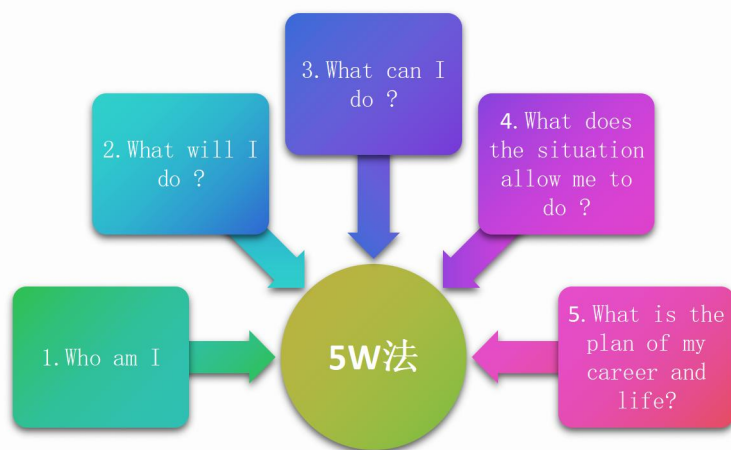 1.Who am I
2.What will I
do ?
3.What can I
do ?
4.What does
the situation
allow me to
do ?
5.What is the
plan of my
career and
life?
5W法